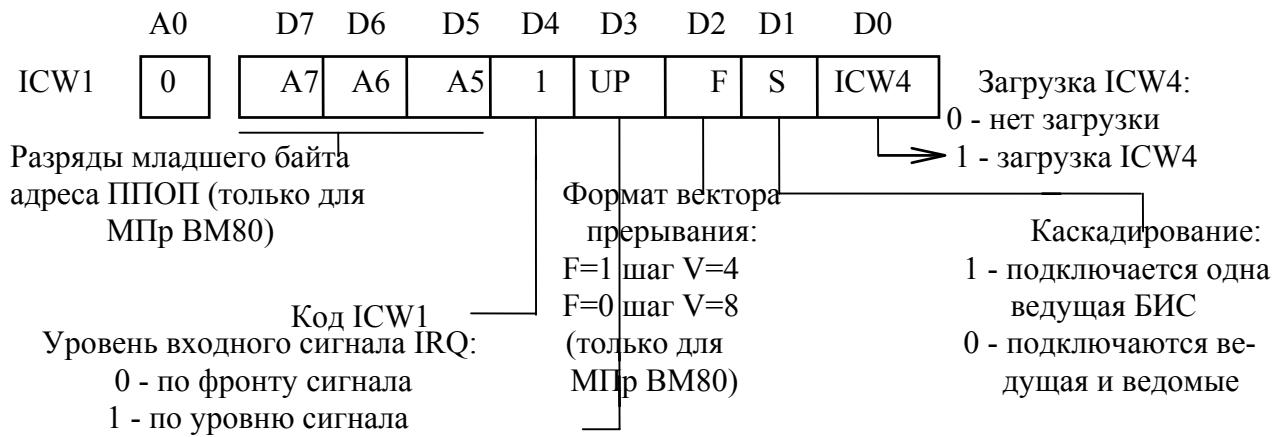 A0 D7 D6 D5 D4 D3 D2 D1 D0
ICW1 0 A7 A6 A5 1 UP F S ICW4
Загрузка ICW4:
0 - нет загрузки
1 - загрузка ICW4
Разряды младшего байта
адреса ППОП (только для
МПр ВМ80)
Формат вектора
прерывания:
F=1 шаг V=4
F=0 шаг V=8
(только для
МПр ВМ80)
Каскадирование:
1 - подключается одна
ведущая БИС
0 - подключаются ве-
дущая и ведомые
Код ICW1
Уровень входного сигнала IRQ:
0 - по фронту сигнала
1 - по уровню сигнала